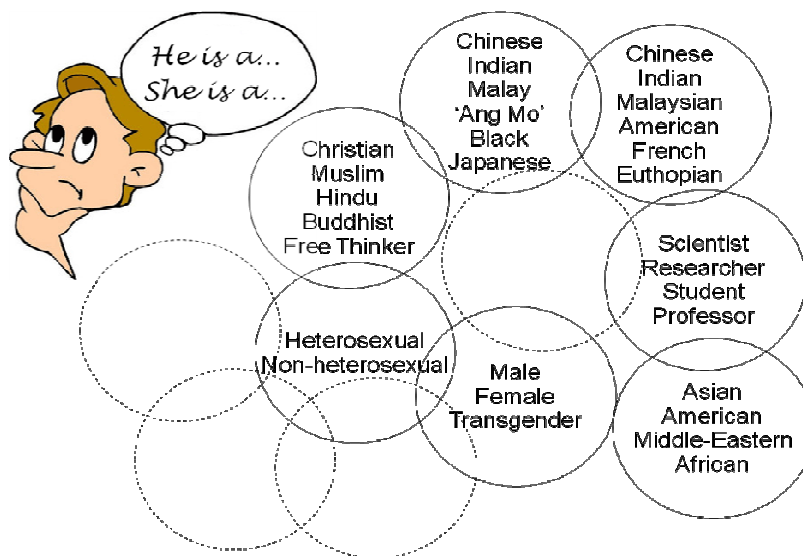 He is a...
She is a...
Chinese
Indian
Malay
‘Ang Mo’
Black
Japanese
Chinese
Indian
Malaysian
American
French
Euthopian
Christian
Muslim
Hindu
Buddhist
Free Thinker
Scientist
Researcher
Student
Professor
Heterosexual
Non-heterosexual
Male
Female
Transgender
Asian
American
Middle-Eastern
African